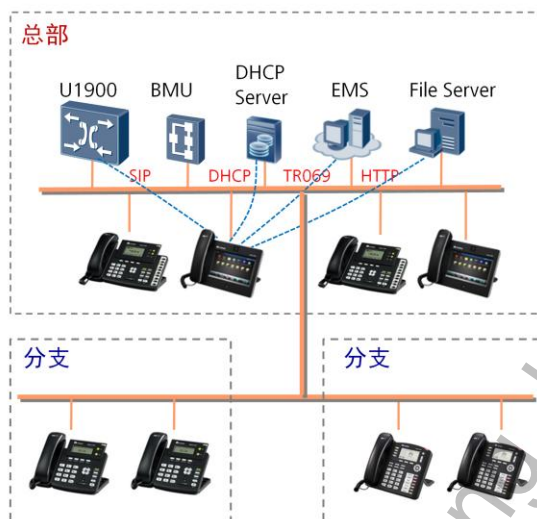 总部
U1900
BMU
DHCP
Server
EMS
File Server
SIP
DHCP
TR069
HTTP
分支
分支